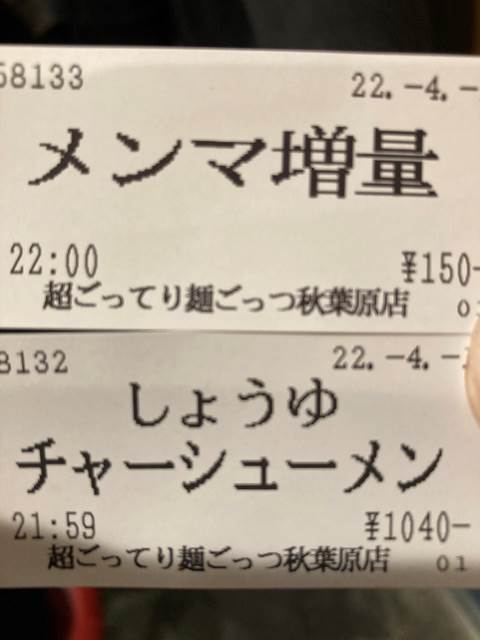 58133
22.-4.-
メンマ増量
22:00
¥150-
超ごってり麺ごっつ秋葉原店
8132
22.-4.-
しょうゆ
チャーシューメン
21:59
¥1040-
超ごってり麺ごっつ秋葉原店
01